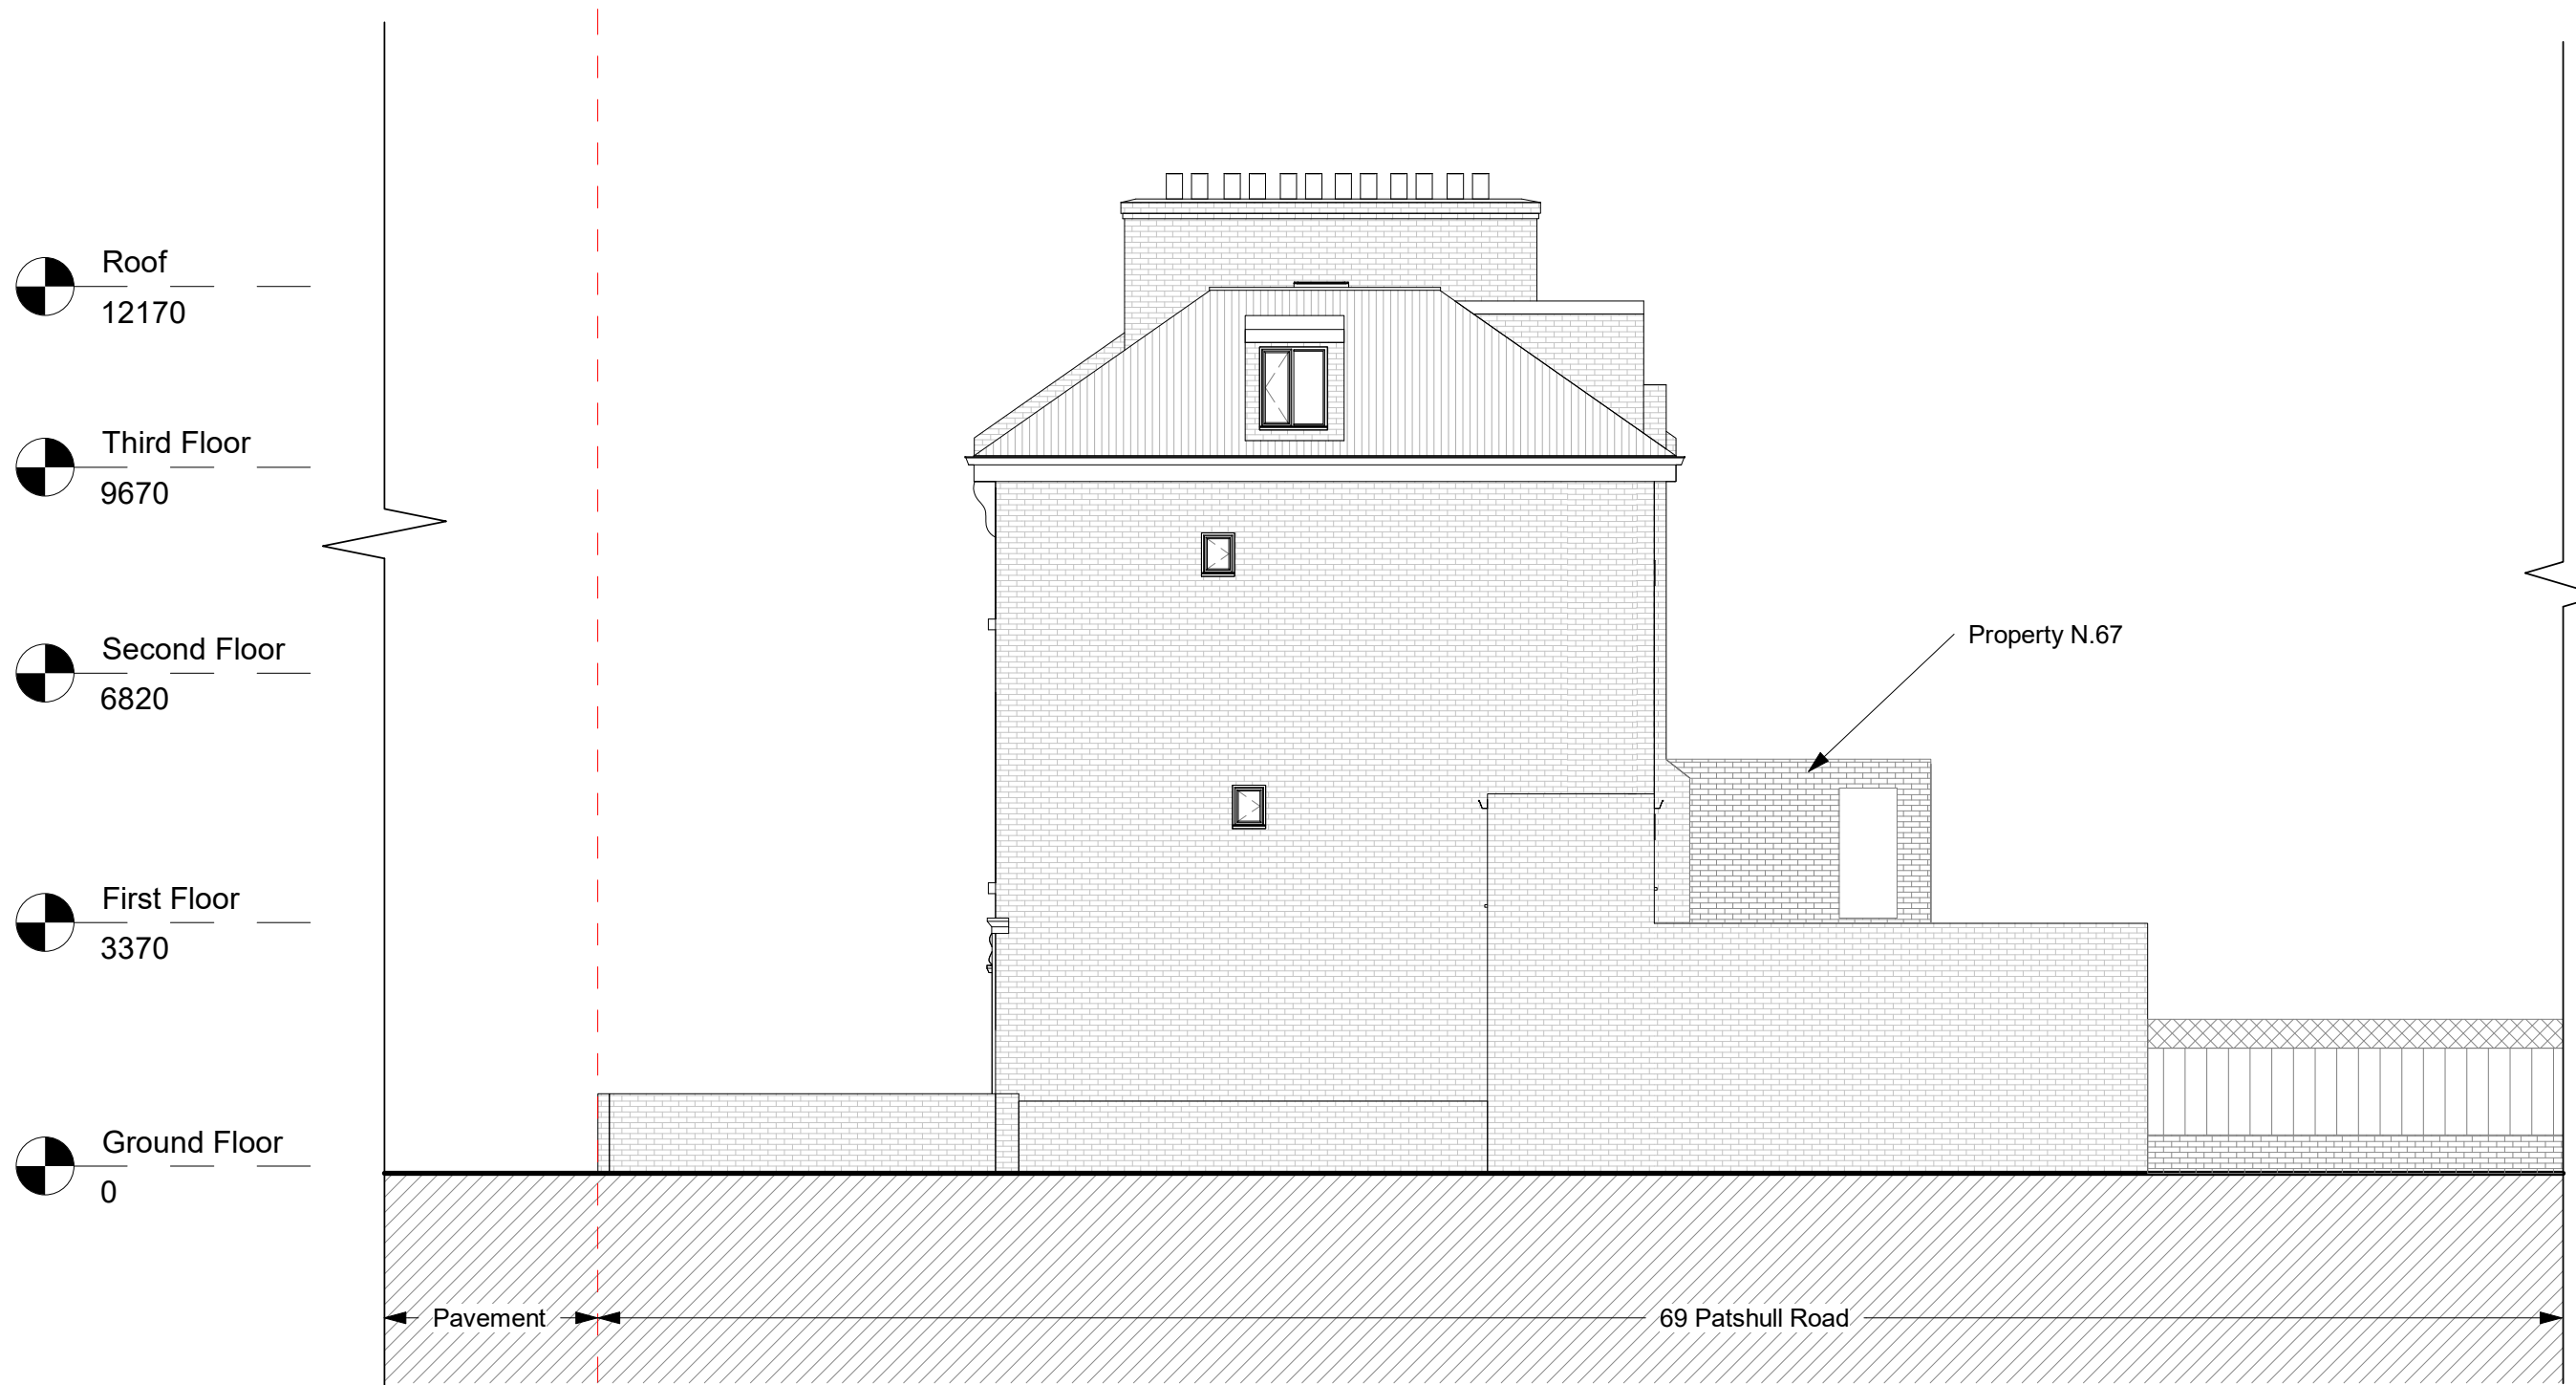 Roof
12170
Third Floor
9670
Second Floor
6820
Property N.67
First Floor
3370
Ground Floor
0
Pavement
69 Patshull Road